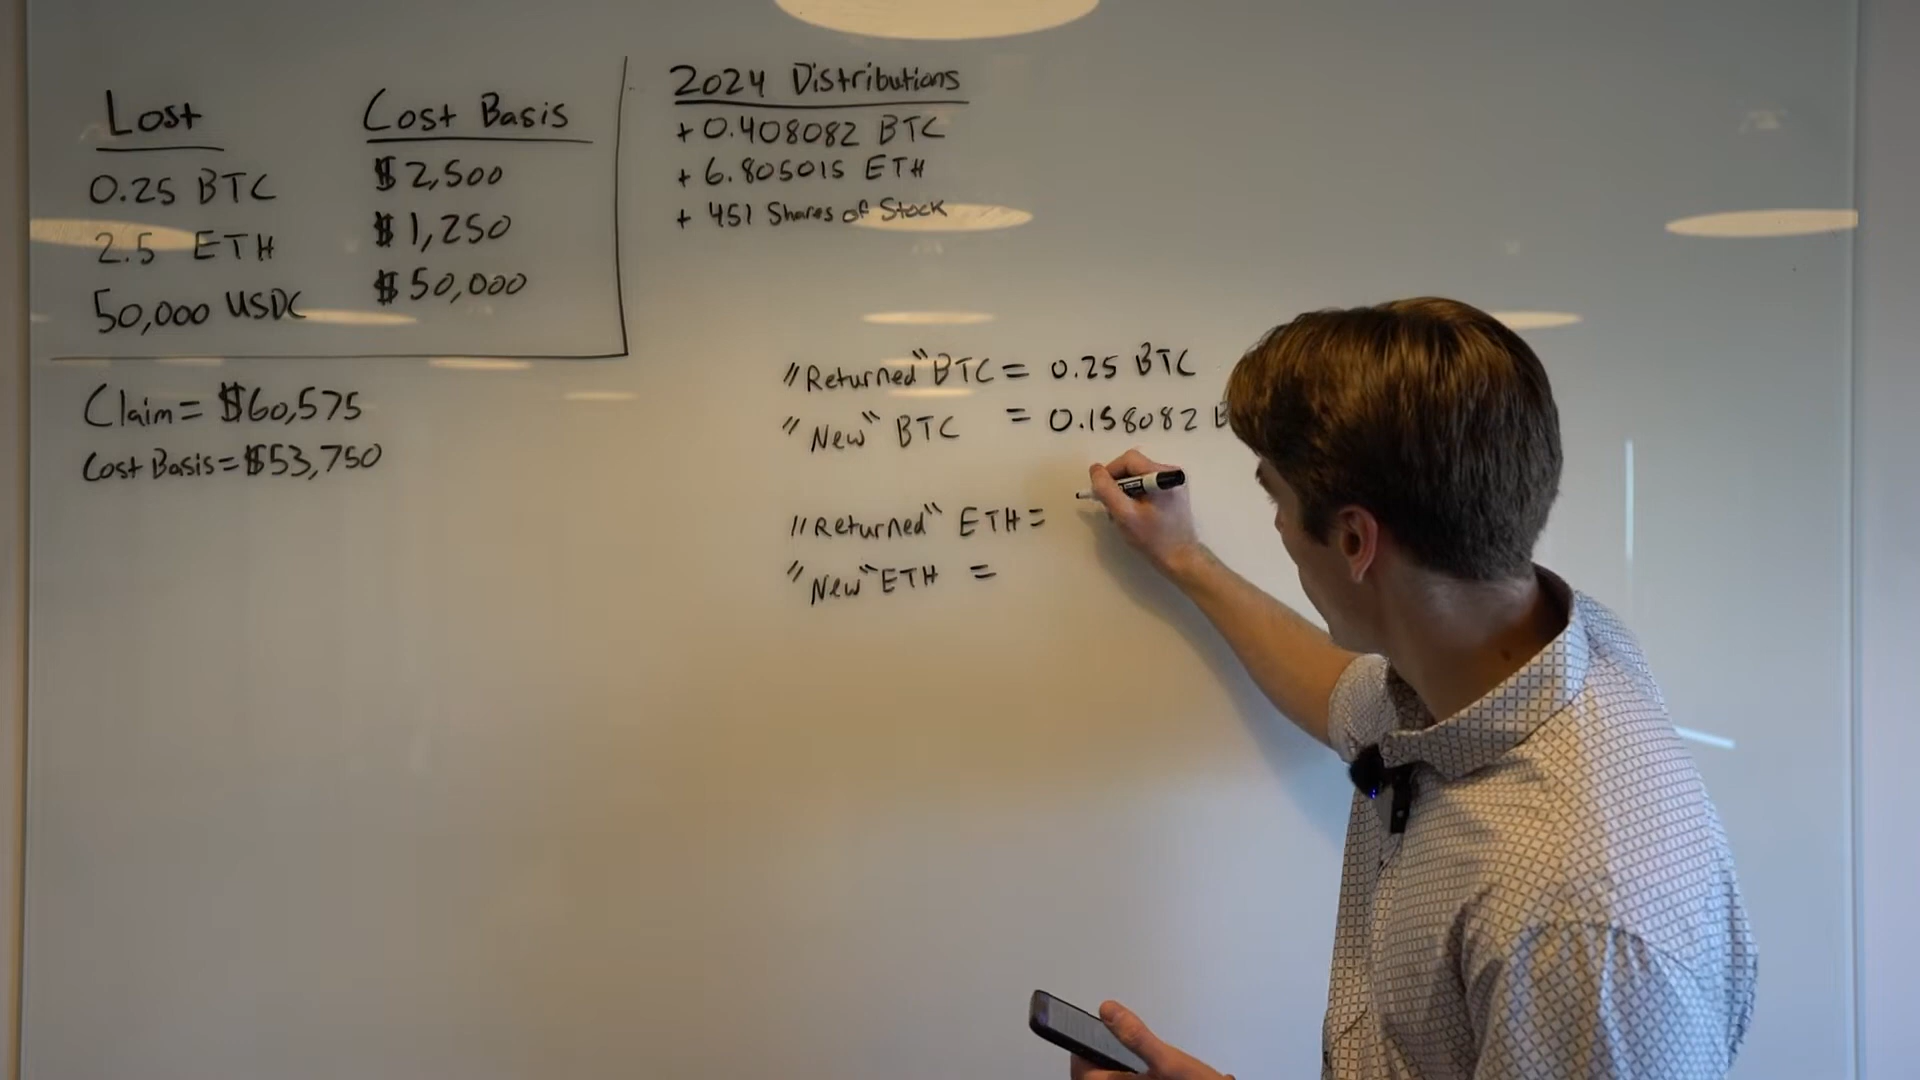 Lost
0.25 BTC
2.5 ETH
50,000 USDC
Cost Basis
$2,500
$1,250
$50,000
2024 Distributions
+ 0.408082 BTC
+ 6.805015 ETH
+ 451 Shares of Stock
Claim = $60,575
Cost Basis = $53,750
"Returned" BTC = 0.25 BTC
"New" BTC = 0.158082 B
"Returned" ETH =
"New" ETH =